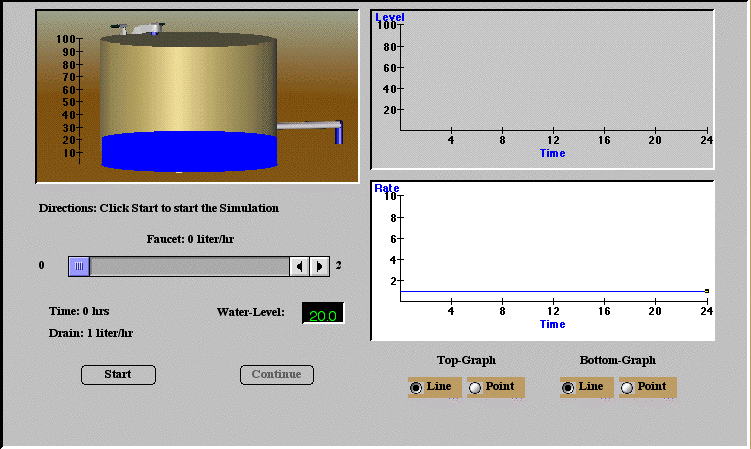 100
90
80
70
60
50
40
30
20
10
Level
100
80
60
40
20
4 8 12 16 20 24
Time
Rate
10
8
6
4
2
4 8 12 16 20 24
Time
Directions: Click Start to start the Simulation
Faucet: 0 liter/hr
0 2
Time: 0 hrs
Water-Level: 20.0
Drain: 1 liter/hr
Start Continue
Top-Graph Bottom-Graph
Line Point Line Point